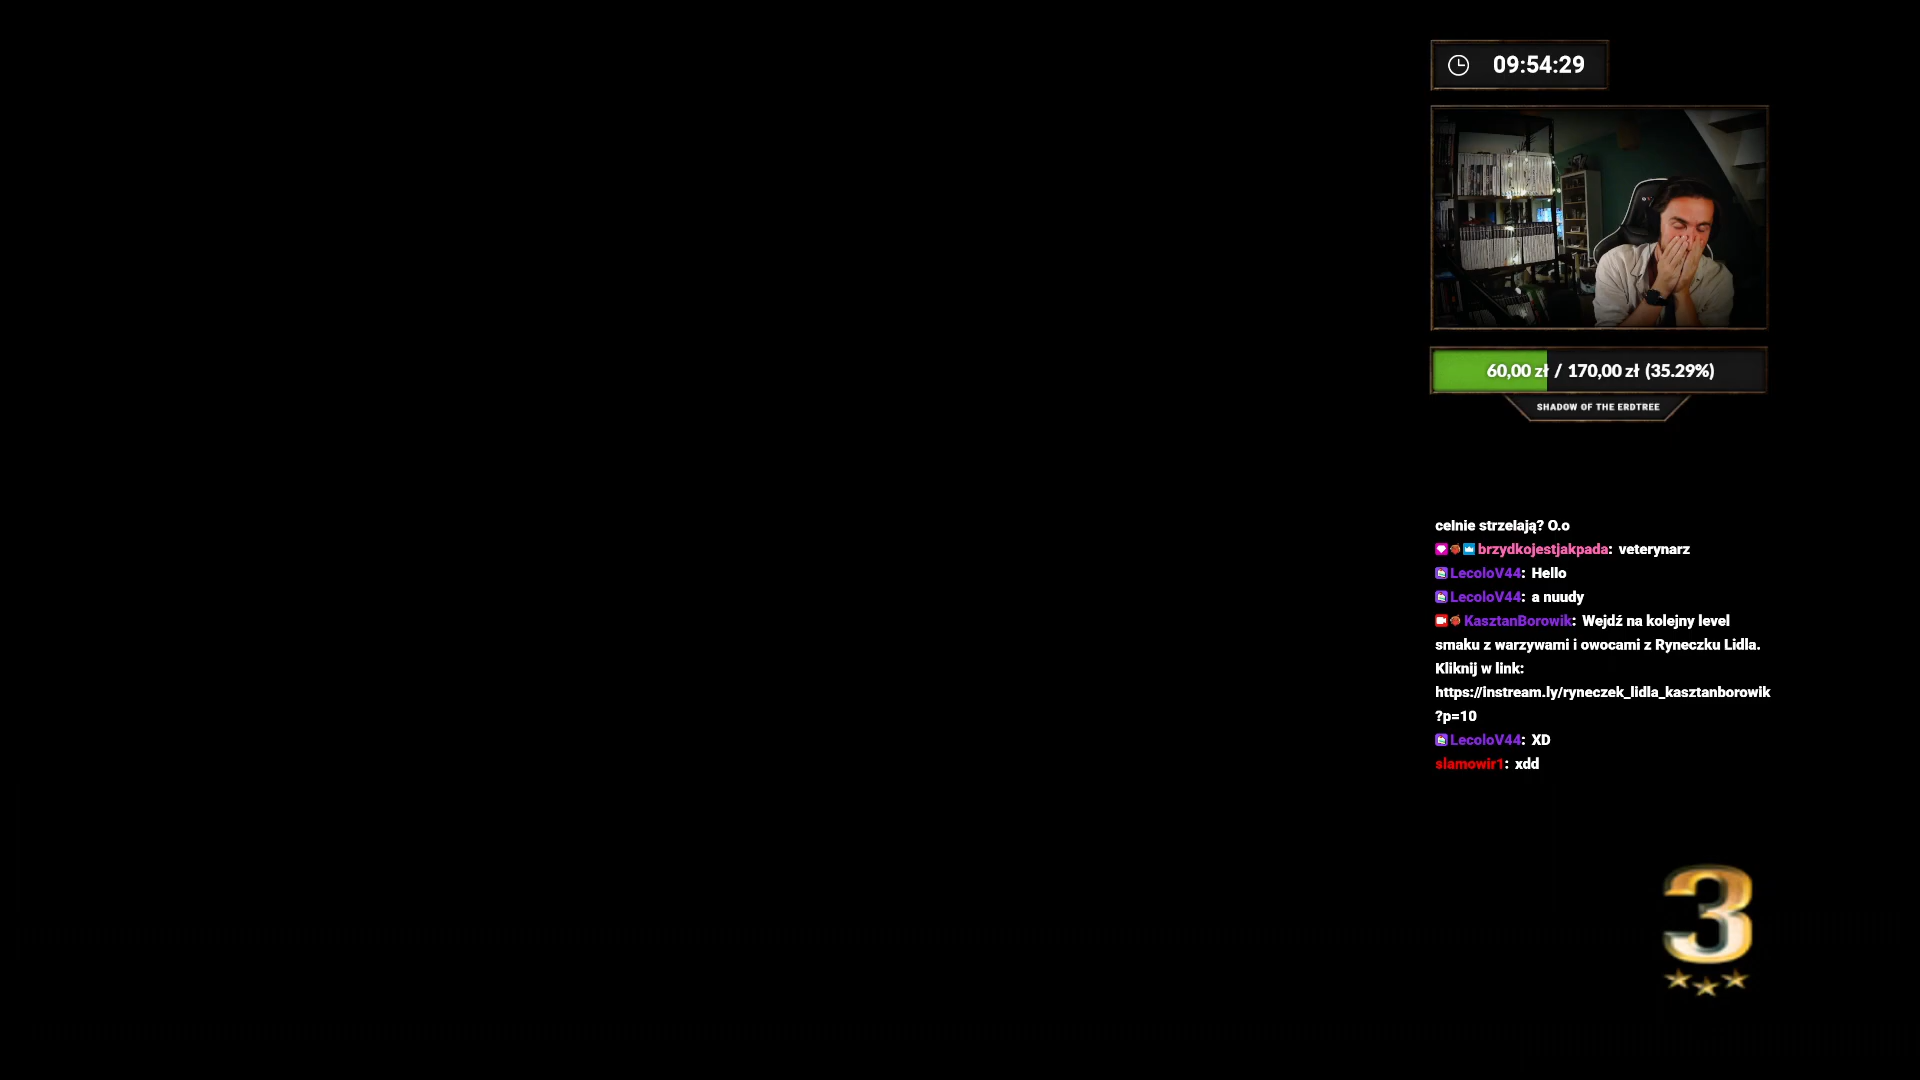 09:54:29
60,00 zł / 170,00 zł (35.29%)
SHADOW OF THE ERDTREE
celnie strzelają? O.o
brzydkojestjakpada: veterynarz
LecoloV44: Hello
LecoloV44: a nuudy
KasztanBorowik: Wejdź na kolejny level
smaku z warzywami i owocami z Ryneczku Lidla.
Kliknij w link:
https://instream.ly/ryneczek_lidla_kasztanborowik
?p=10
LecoloV44: XD
slamowir1: xdd
3